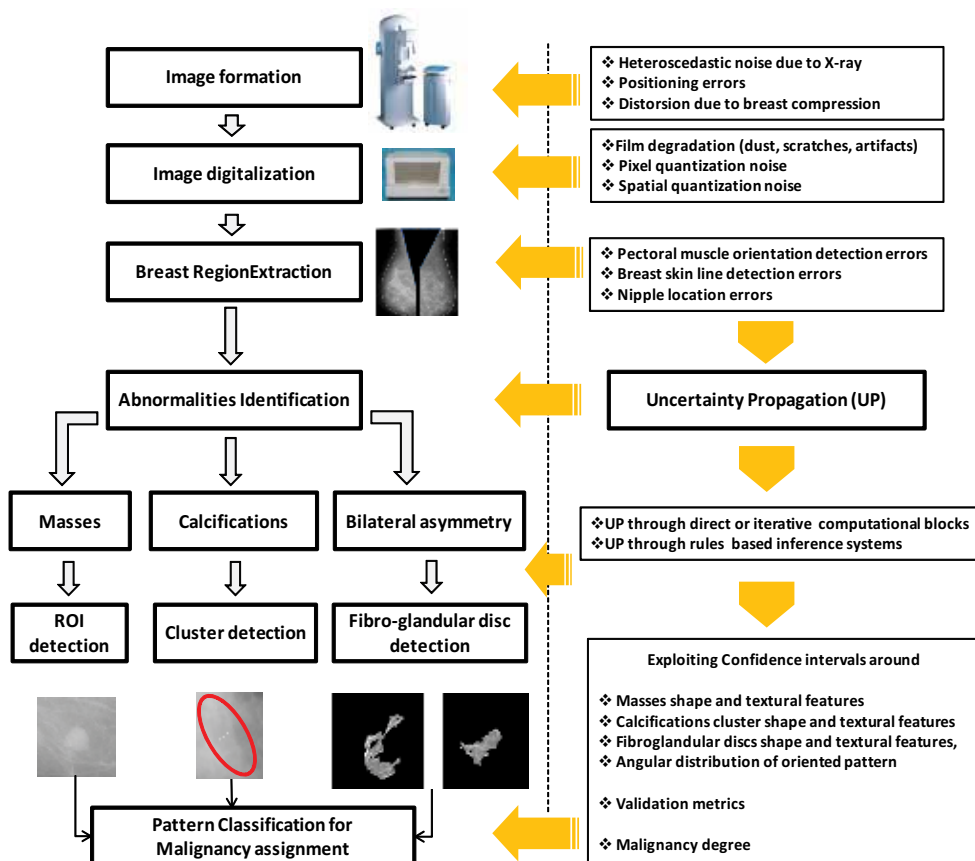 Image formation
❖ Heteroscedastic noise due to X-ray
❖ Positioning errors
❖ Distorsion due to breast compression
Image digitalization
❖Film degradation (dust, scratches, artifacts)
❖ Pixel quantization noise
❖ Spatial quantization noise
Breast RegionExtraction
❖ Pectoral muscle orientation detection errors
❖ Breast skin line detection errors
❖ Nipple location errors
Abnormalities Identification
Uncertainty Propagation (UP)
Masses
Calcifications
Bilateral asymmetry
❖UP through direct or iterative computational blocks
❖UP through rules based inference systems
ROI
detection
Cluster detection
Fibro-glandular disc
detection
Exploiting Confidence intervals around
❖ Masses shape and textural features
❖ Calcifications cluster shape and textural features
❖ Fibroglandular discs shape and textural features,
❖ Angular distribution of oriented pattern
❖ Validation metrics
❖ Malignancy degree
Pattern Classification for
Malignancy assignment